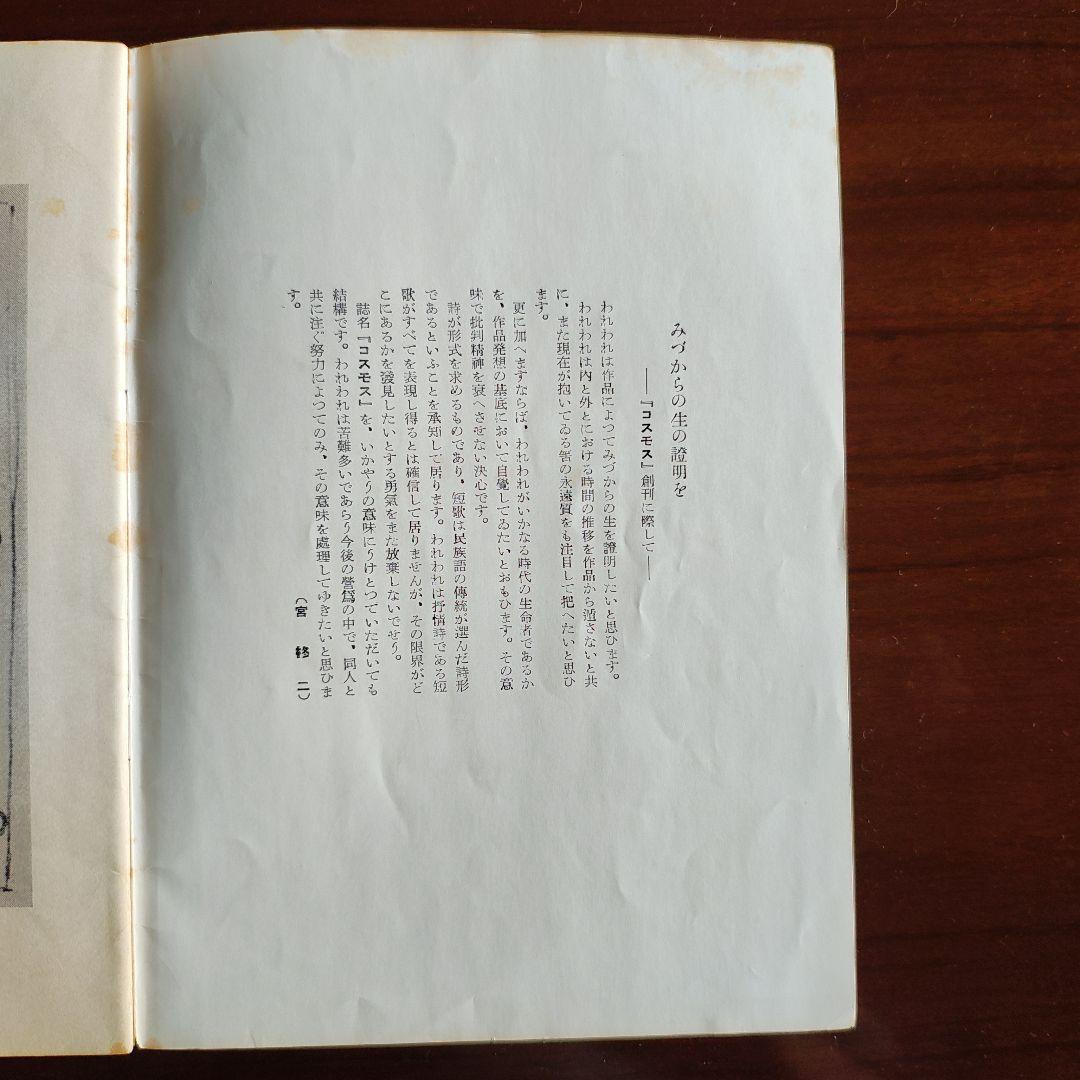 みづからの生の證明を
――『コスモス』創刊に際して――
われわれは作品によつてみづからの生を證明したいと思ひます。
われわれは內と外とにおける時間の推移を作品から遁さないと共
に、また現在が抱いてゐる筈の永遠質をも注目して把へたいと思ひ
ます。
更に加へますならば、われわれがいかなる時代の生命者であるか
を、作品發想の基底において自覺してゐたいとおもひます。その意
味で批判精神を衰へさせない決心です。
詩が形式を求めるものであり、短歌は民族語の傳統が選んだ詩形
であるといふことを承知して居ります。われわれは抒情詩である短
歌がすべてを表現し得るとは確信して居りませんが、その限界がど
こにあるかを發見したいとする勇氣をまた放棄しないでせう。
誌名『コスモス』を、いかやうの意味にうけとつていただいても
結構です。われわれは苦難多いであらう今後の營爲の中で、同人と
共に注ぐ努力によつてのみ、その意味を處理してゆきたいと思ひま
す。
（宮 柊 二）